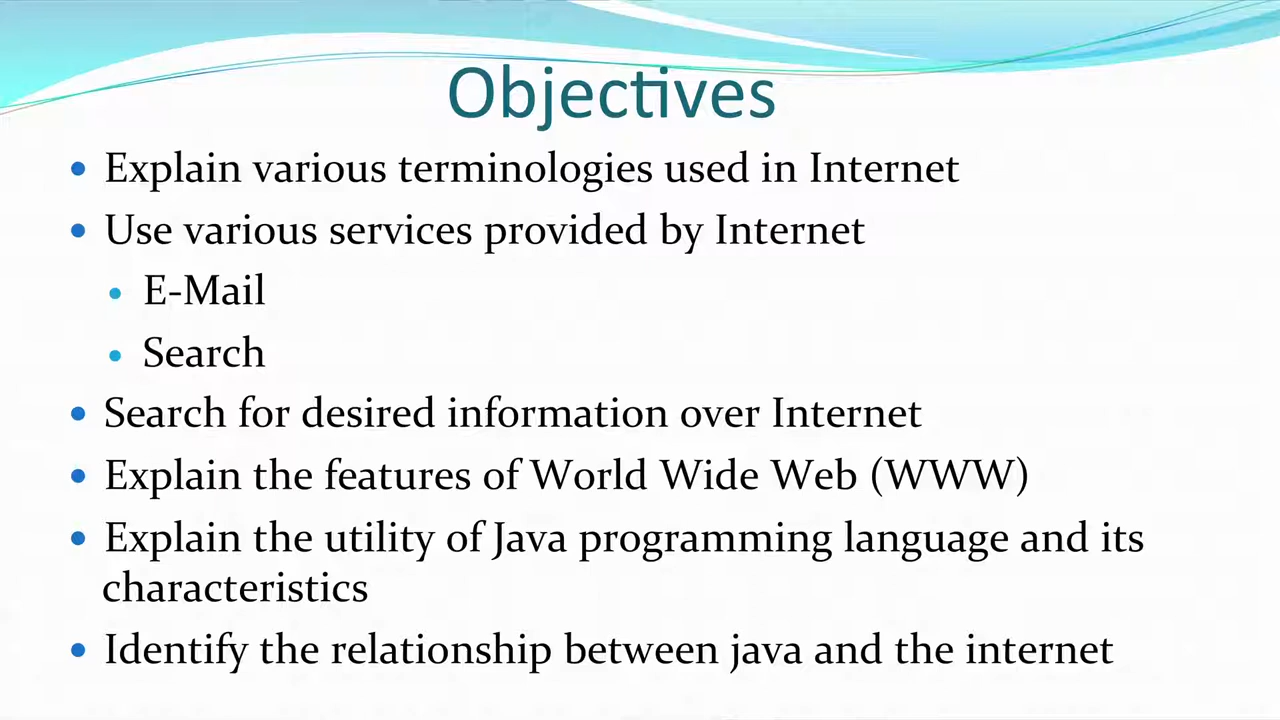 Objectives
• Explain various terminologies used in Internet
• Use various services provided by Internet
• E-Mail
• Search
• Search for desired information over Internet
• Explain the features of World Wide Web (WWW)
• Explain the utility of Java programming language and its
characteristics
• Identify the relationship between java and the internet